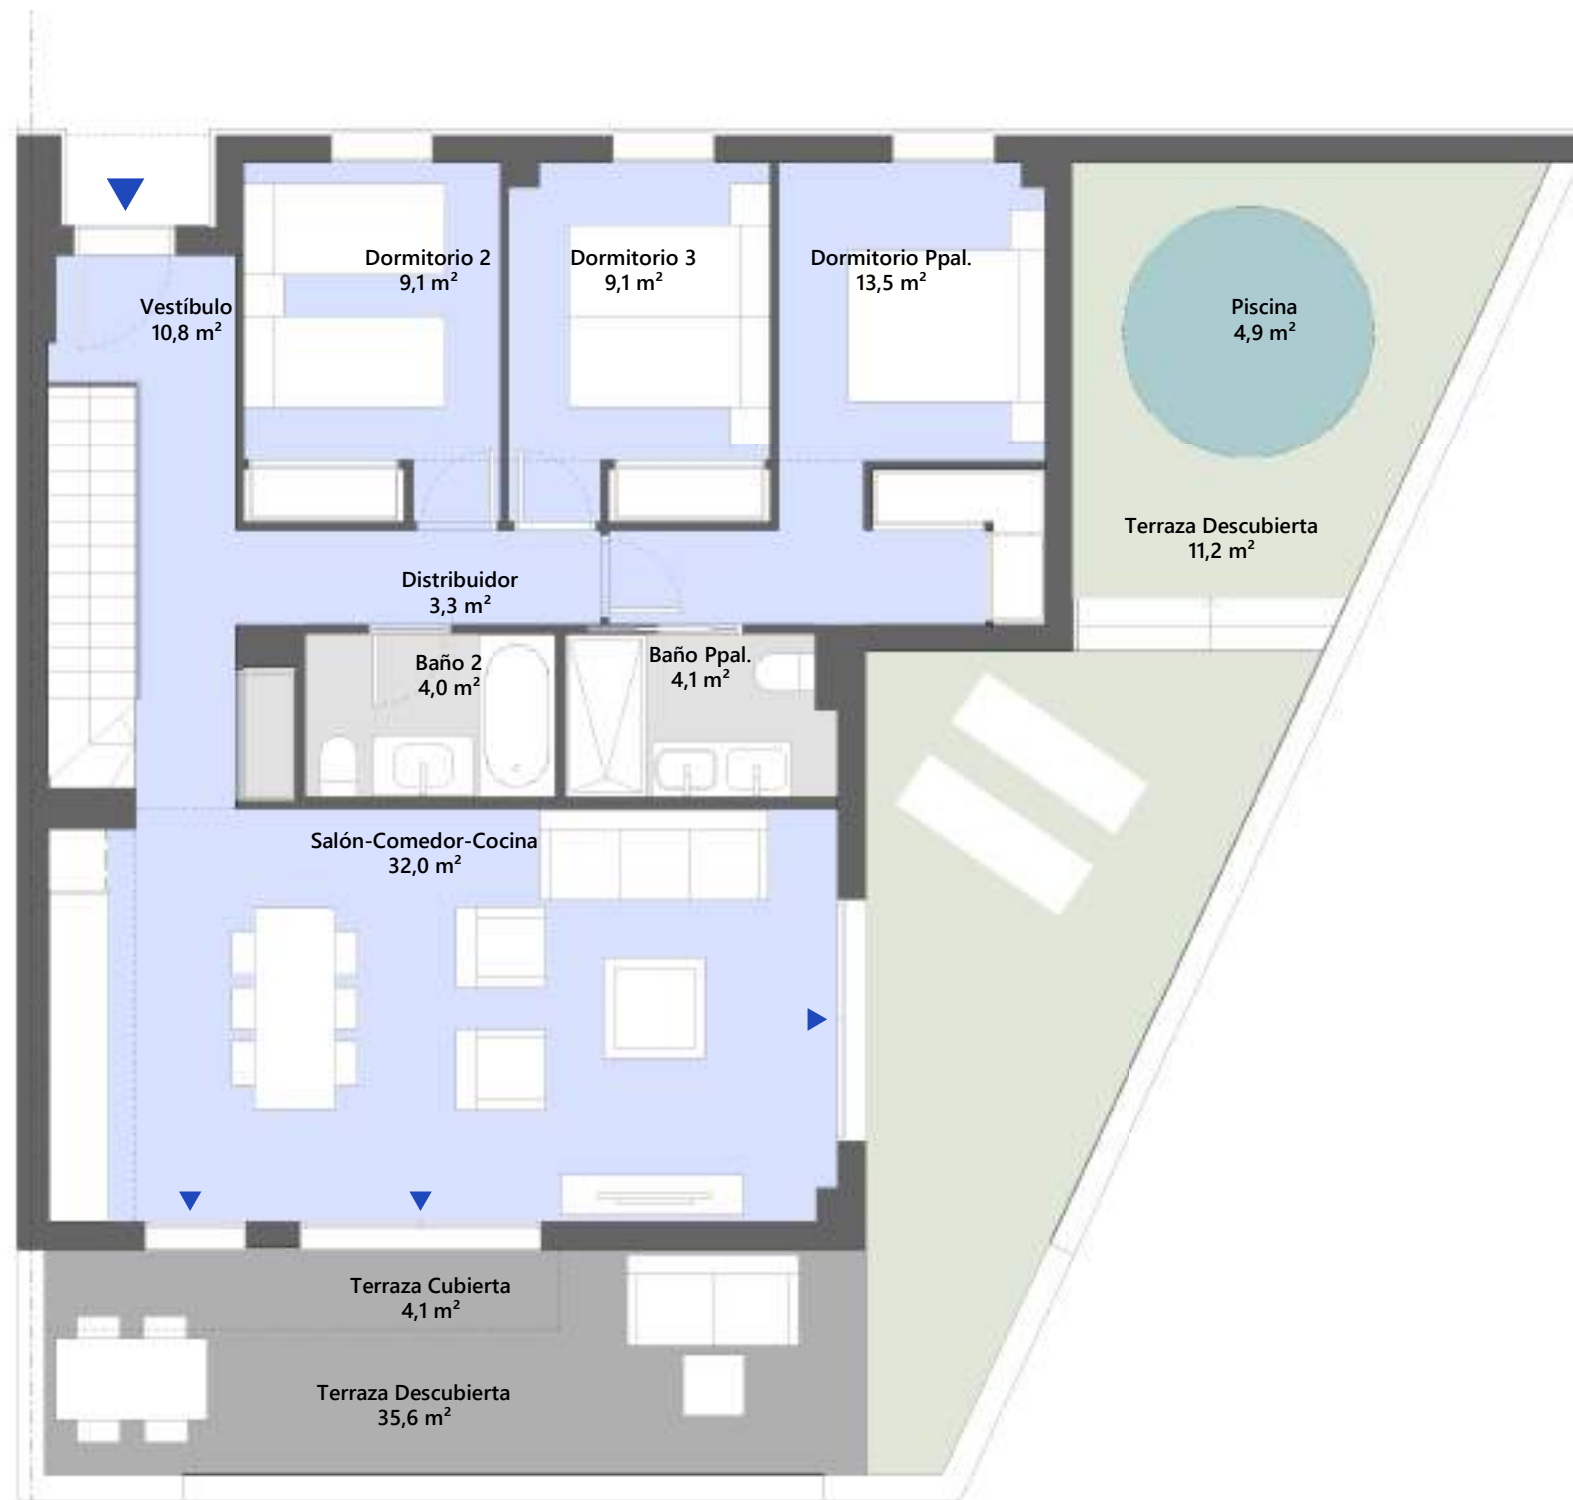 Dormitorio 2
9,1 m²
Dormitorio 3
9,1 m²
Dormitorio Ppal.
13,5 m²
Vestíbulo
10,8 m²
Piscina
4,9 m²
Terraza Descubierta
11,2 m²
Distribuidor
3,3 m²
Baño 2
4,0 m²
Baño Ppal.
4,1 m²
Salón-Comedor-Cocina
32,0 m²
Terraza Cubierta
4,1 m²
Terraza Descubierta
35,6 m²